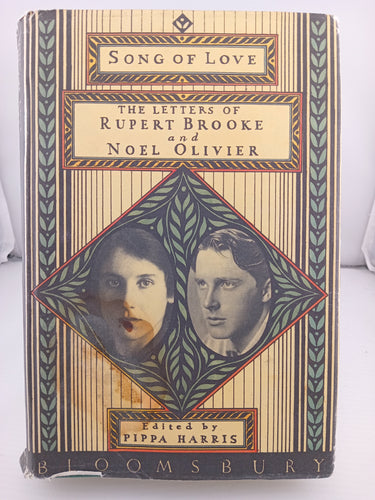 SONG OF LOVE
THE LETTERS OF
RUPERT BROOKE
and
NOEL OLIVIER
Edited by
PIPPA HARRIS
BLOOMSBURY